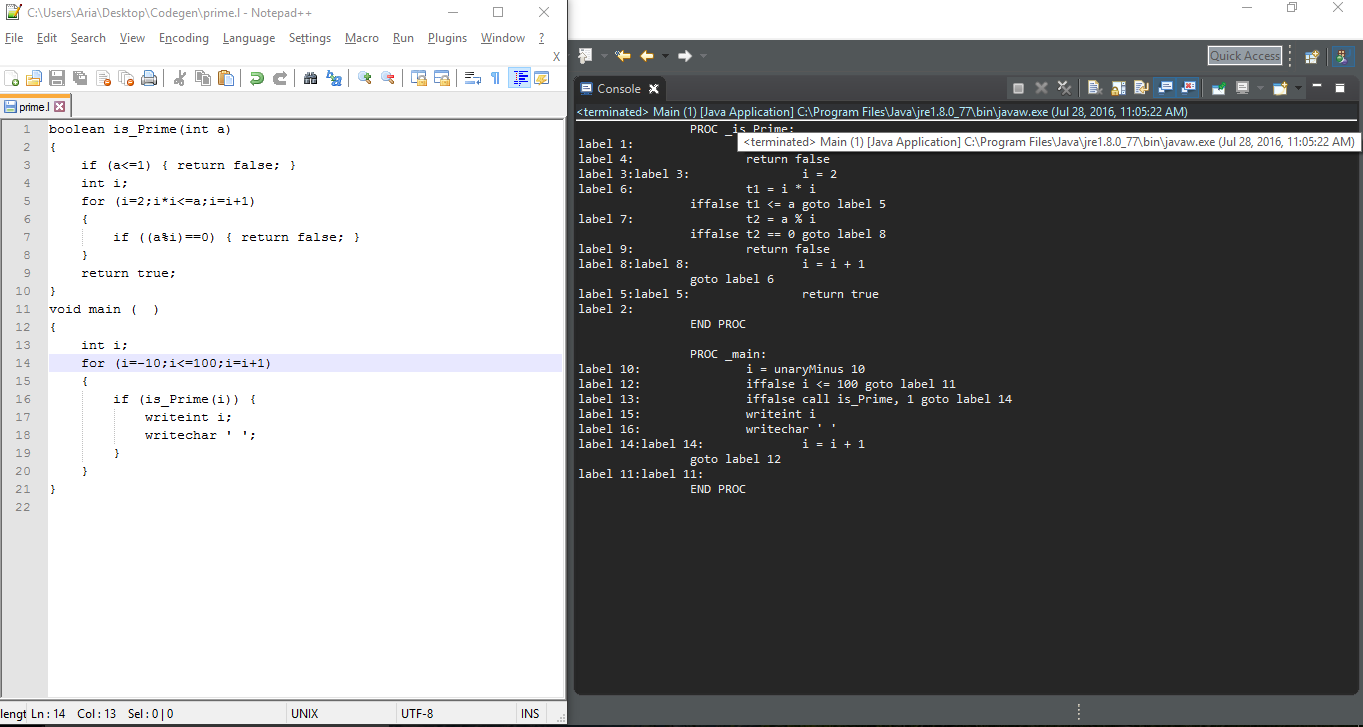 C:\Users\Aria\Desktop\Codegen\prime.l - Notepad++
File Edit Search View Encoding Language Settings Macro Run Plugins Window ?
X
prime.l
1 boolean is_Prime(int a)
2 {
3 if (a<=1) { return false; }
4 int i;
5 for (i=2;i*i<=a;i=i+1)
6 {
7 if ((a%i)==0) { return false; }
8 }
9 return true;
10 }
11 void main (  )
12 {
13 int i;
14 for (i=-10;i<=100;i=i+1)
15 {
16 if (is_Prime(i)) {
17 writeint i;
18 writechar ' ';
19 }
20 }
21 }
22
lengt Ln : 14 Col : 13 Sel : 0 | 0 UNIX UTF-8 INS
Quick Access
Console
<terminated> Main (1) [Java Application] C:\Program Files\Java\jre1.8.0_77\bin\javaw.exe (Jul 28, 2016, 11:05:22 AM)
PROC _is_Prime:
<terminated> Main (1) [Java Application] C:\Program Files\Java\jre1.8.0_77\bin\javaw.exe (Jul 28, 2016, 11:05:22 AM)
label 1:
label 4: return false
label 3:label 3: i = 2
label 6: t1 = i * i
iffalse t1 <= a goto label 5
label 7: t2 = a % i
iffalse t2 == 0 goto label 8
label 9: return false
label 8:label 8: i = i + 1
goto label 6
label 5:label 5: return true
label 2:
END PROC
PROC _main:
label 10: i = unaryMinus 10
label 12: iffalse i <= 100 goto label 11
label 13: iffalse call is_Prime, 1 goto label 14
label 15: writeint i
label 16: writechar ' '
label 14:label 14: i = i + 1
goto label 12
label 11:label 11:
END PROC